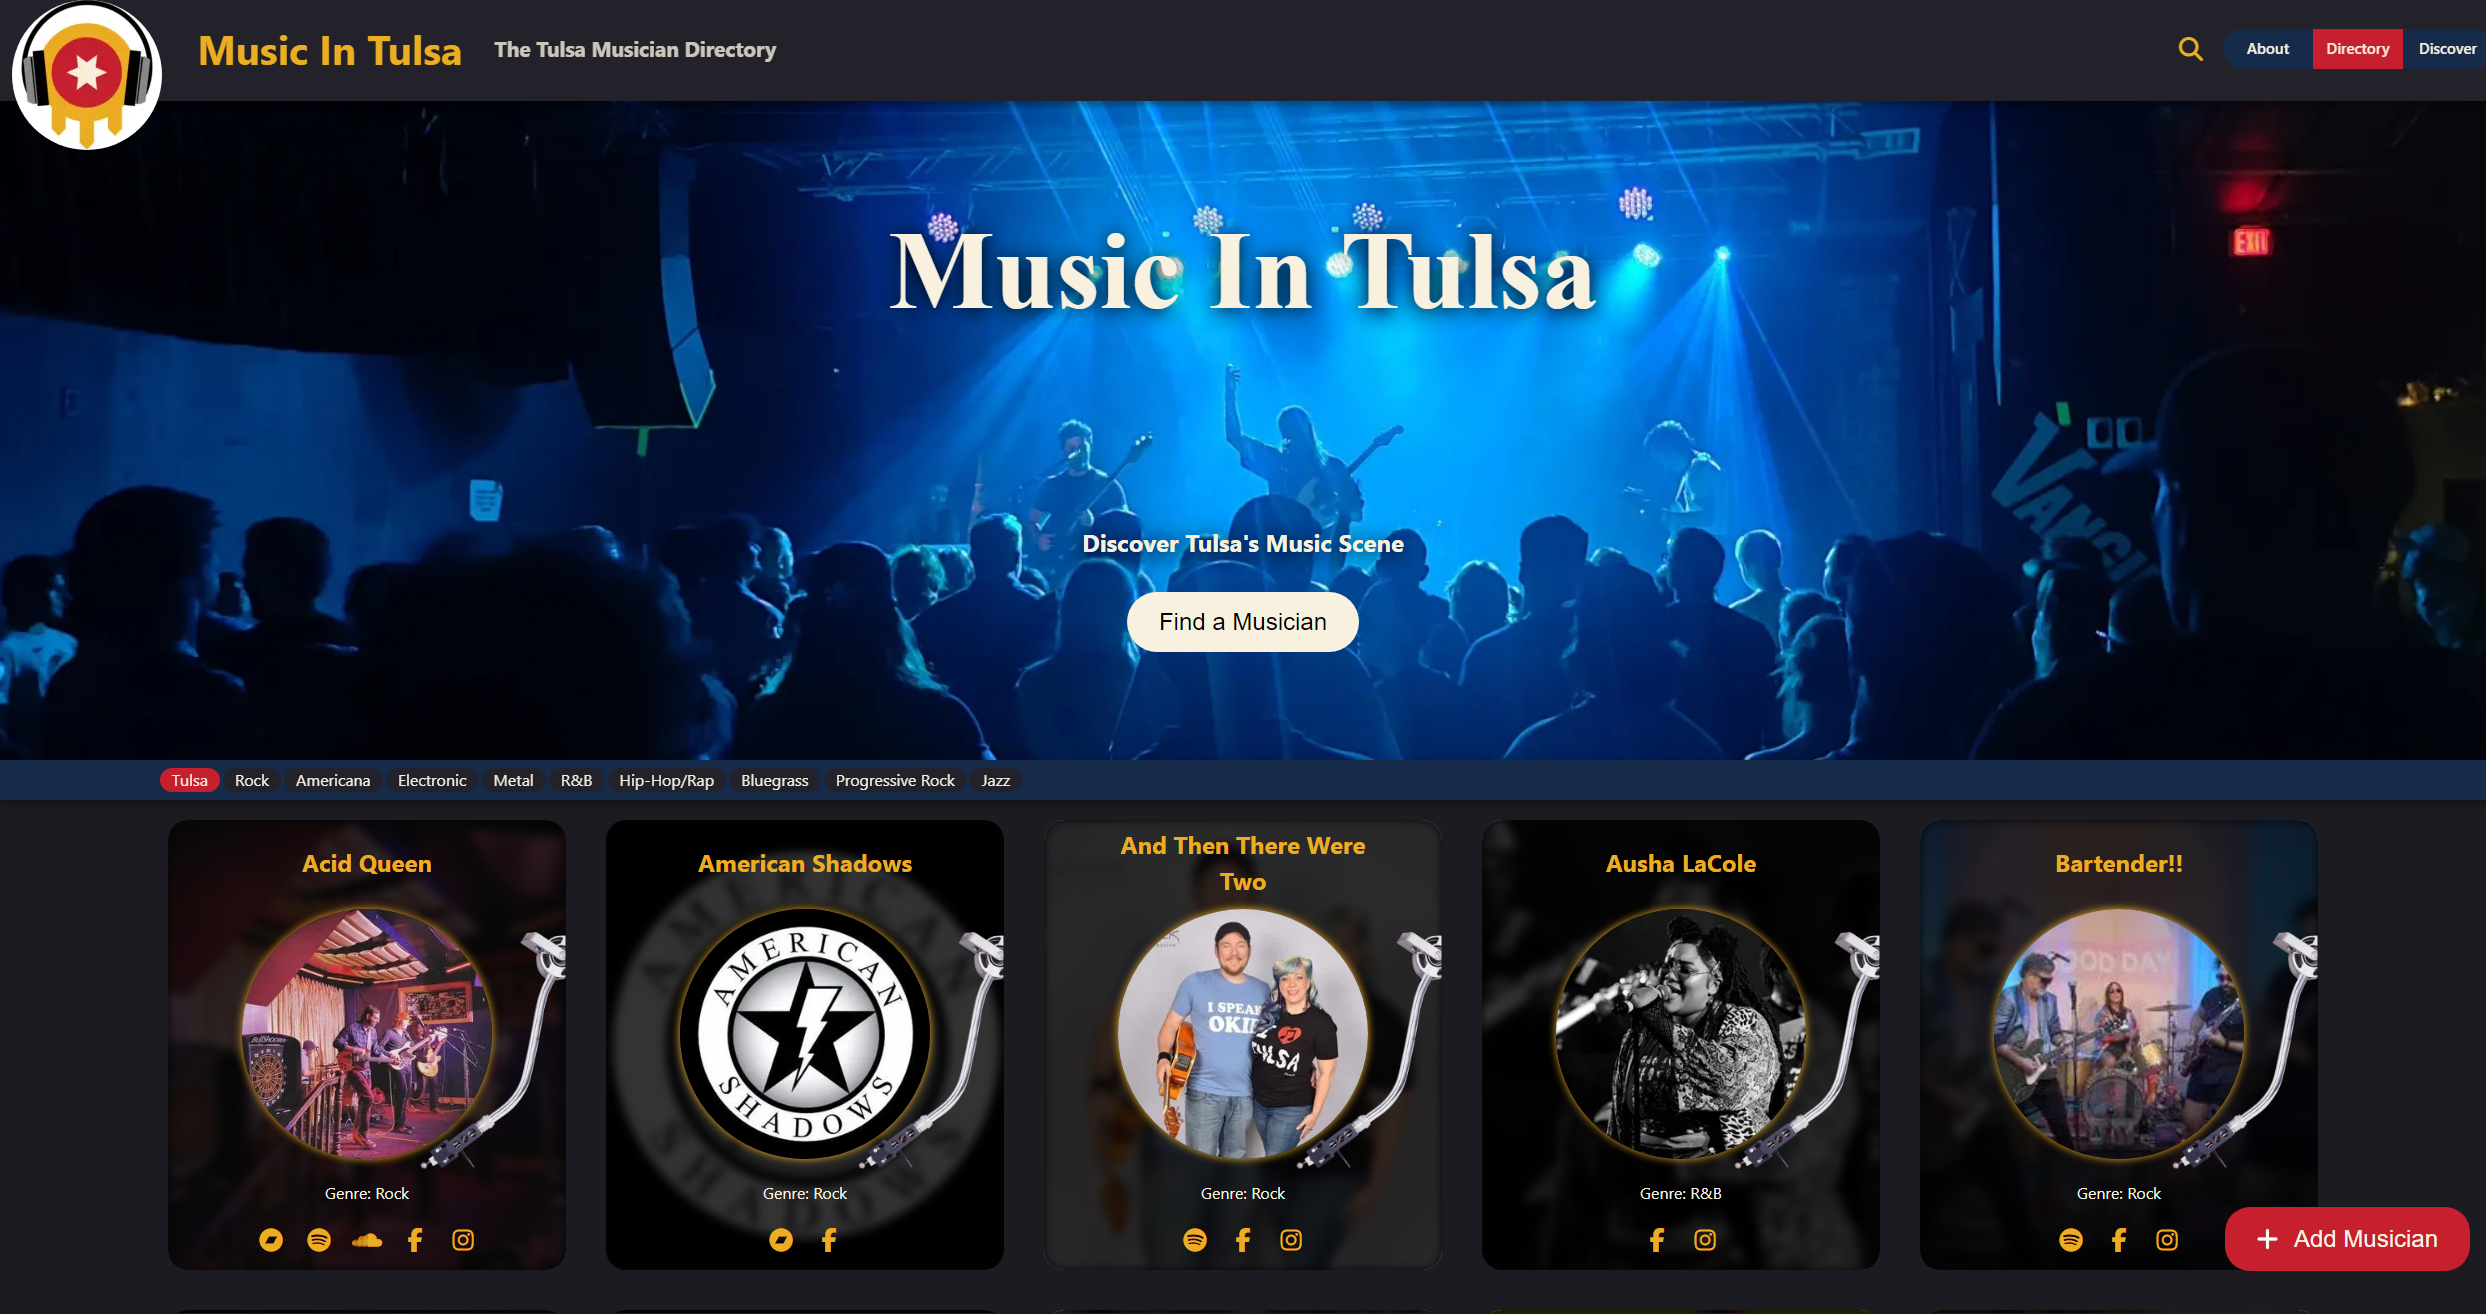 Music In Tulsa
The Tulsa Musician Directory
About
Directory
Discover
Music In Tulsa
EXIT
Discover Tulsa's Music Scene
Find a Musician
Tulsa
Rock
Americana
Electronic
Metal
R&B
Hip-Hop/Rap
Bluegrass
Progressive Rock
Jazz
Acid Queen
American Shadows
And Then There Were
Two
Ausha LaCole
Bartender!!
AMERICAN
SHADOWS
I SPEAK
OKIE
TULSA
GOOD DAY
Genre: Rock
Genre: Rock
Genre: Rock
Genre: R&B
Genre: Rock
+ Add Musician